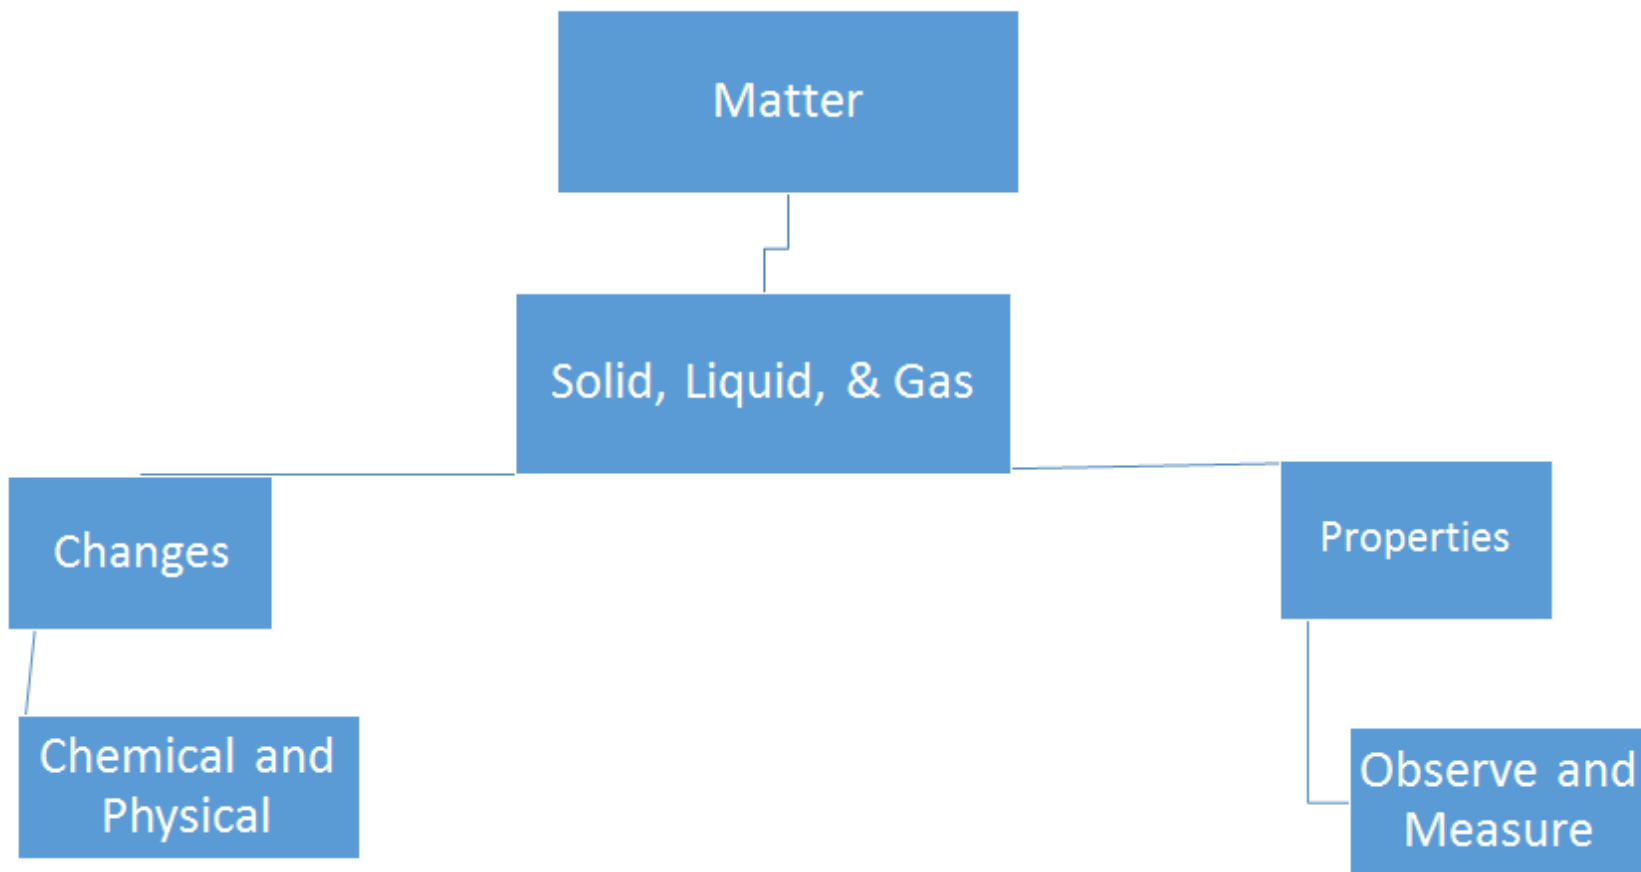 Matter
Solid, Liquid, & Gas
Changes
Properties
Chemical and
Physical
Observe and
Measure